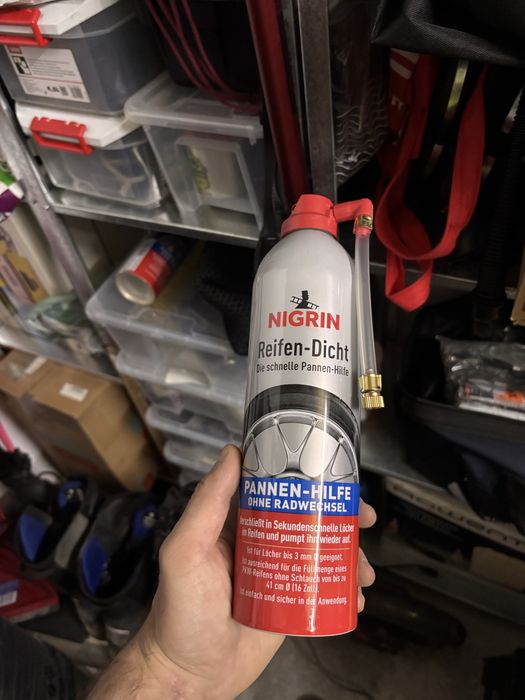 NIGRIN
Reifen-Dicht
Die schnelle Pannen-Hilfe
PANNEN-HILFE
OHNE RADWECHSEL
Verschließt in Sekundenschnelle Löcher
im Reifen und pumpt ihn wieder auf.
Ist für Löcher bis 3 mm Ø geeignet.
Ist ausreichend für die Füllmenge eines
PKW-Reifens ohne Schlauch von bis zu
41 cm Ø (16 Zoll).
Ist einfach und sicher in der Anwendung.